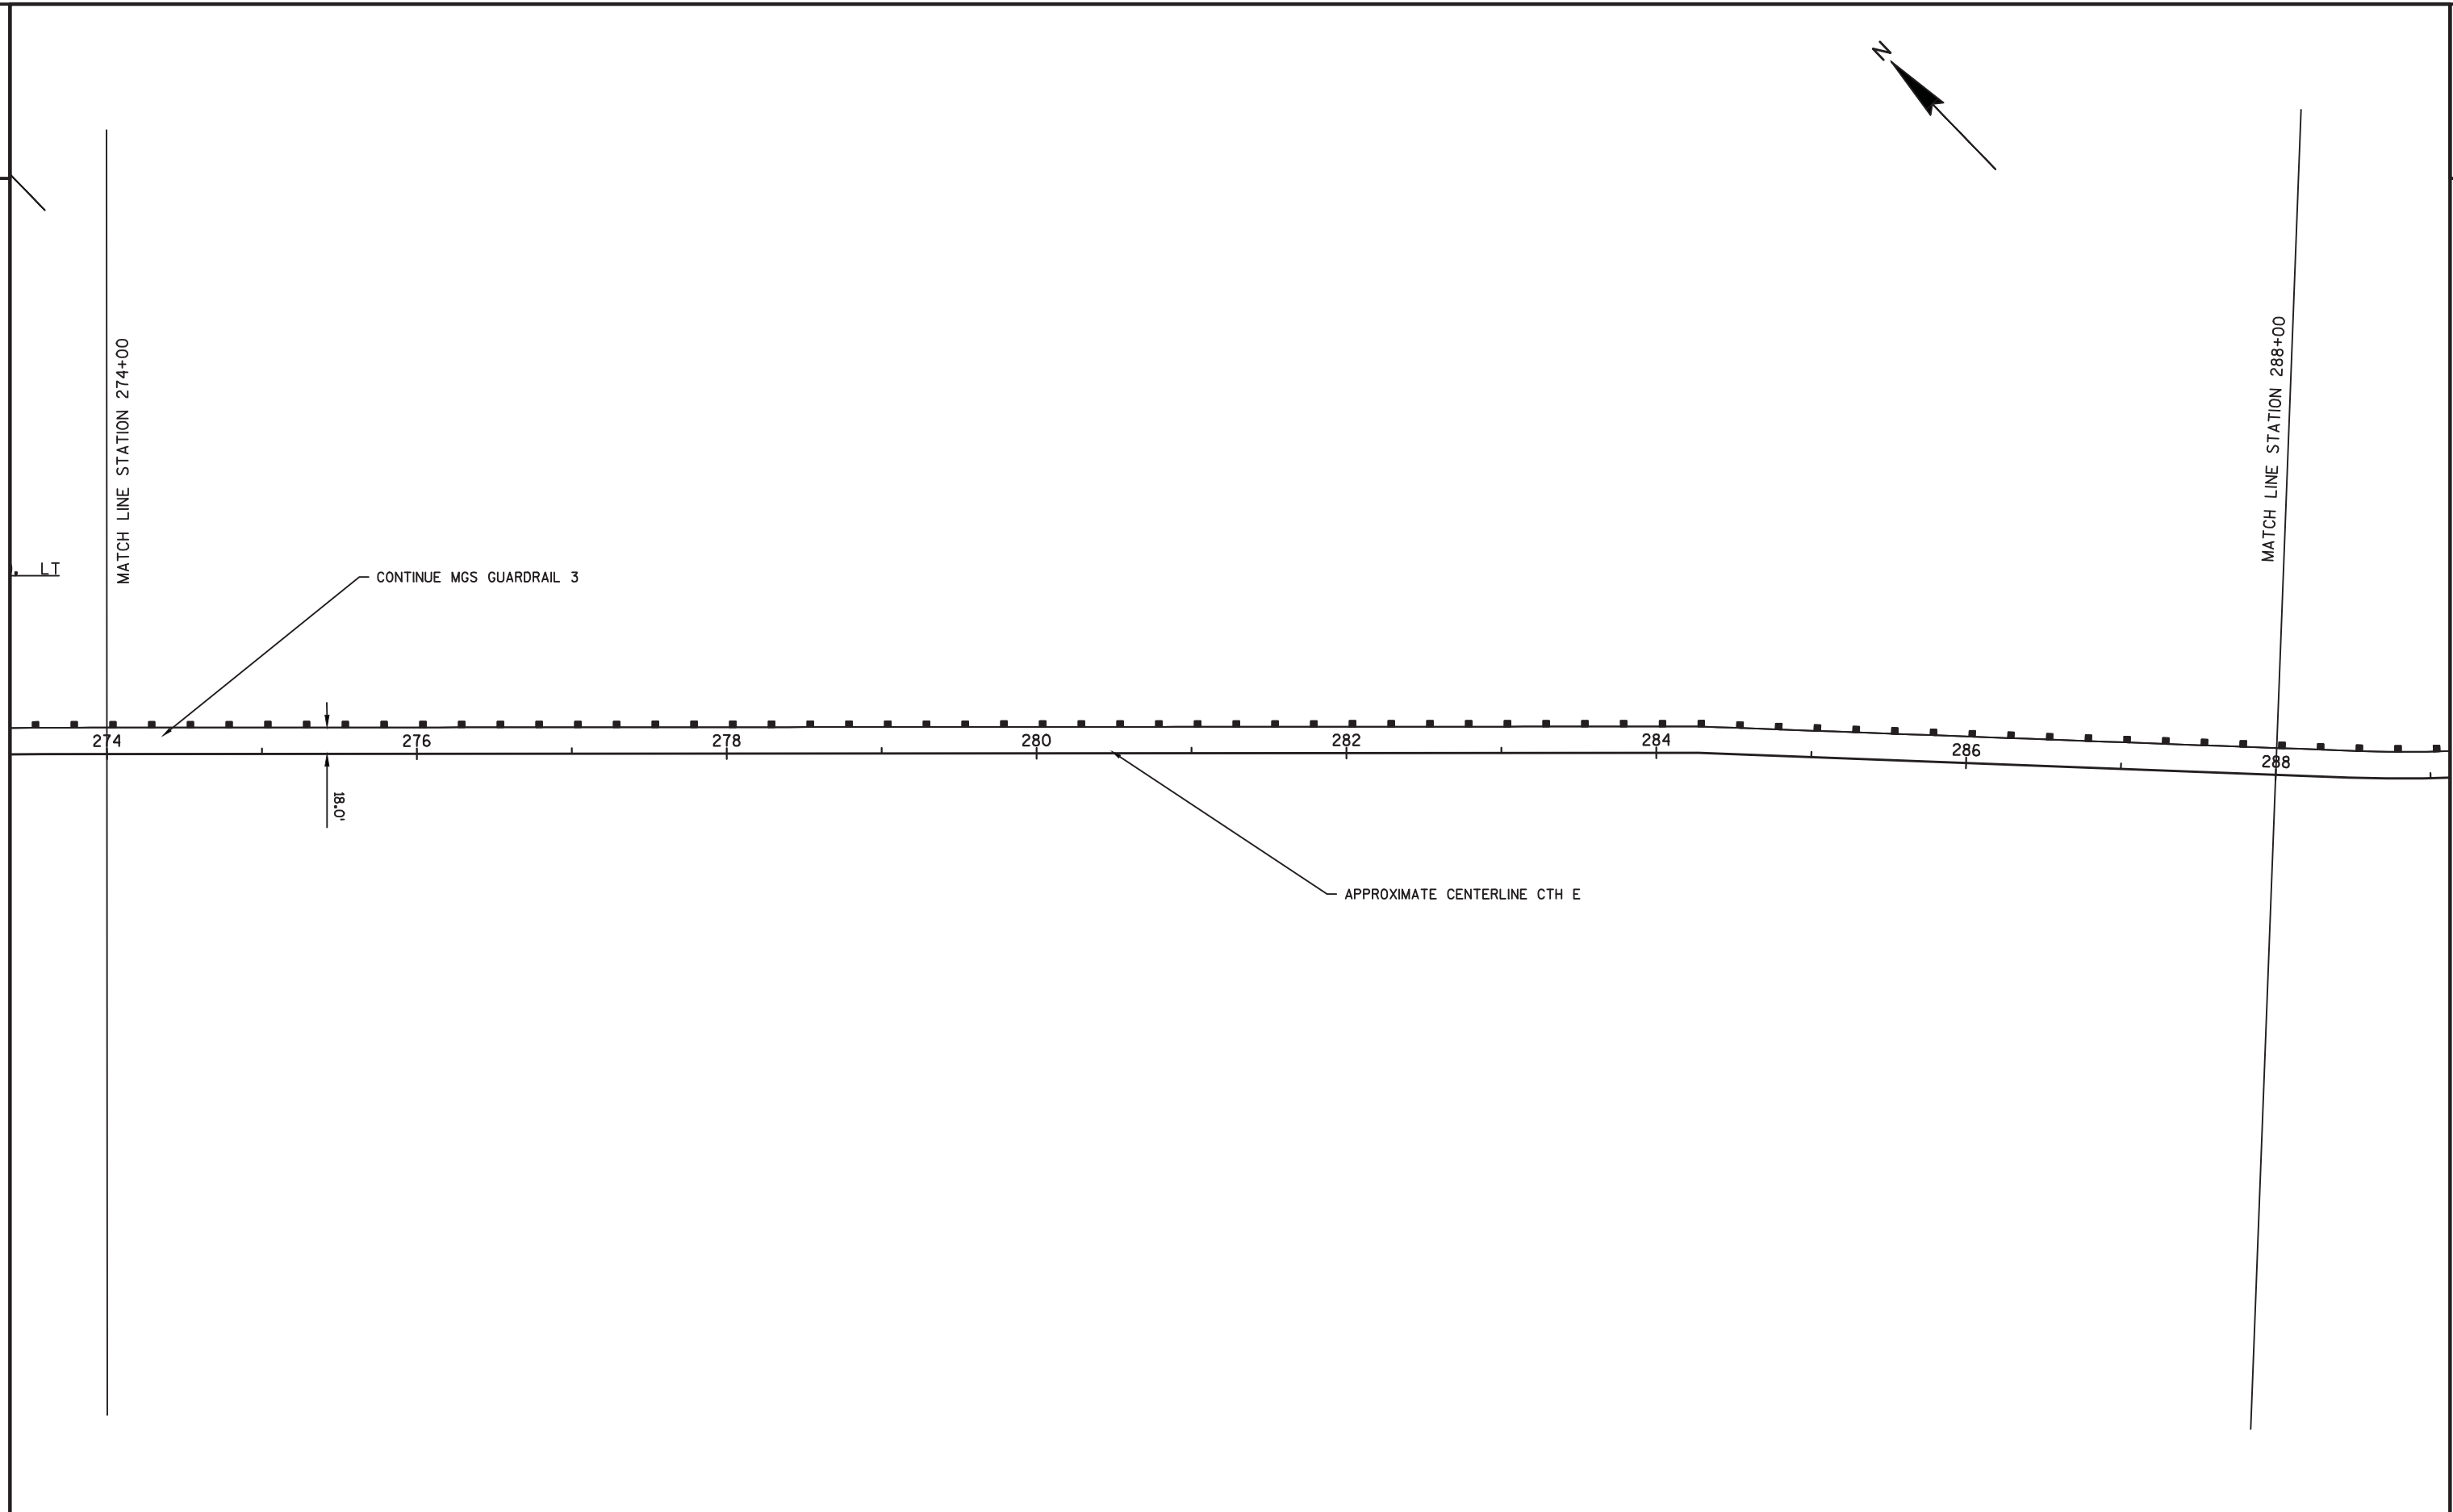 N
MATCH LINE STATION 274+00
MATCH LINE STATION 288+00
. LT
CONTINUE MGS GUARDRAIL 3
274 276 278 280 282 284 286 288
18.0'
APPROXIMATE CENTERLINE CTH E